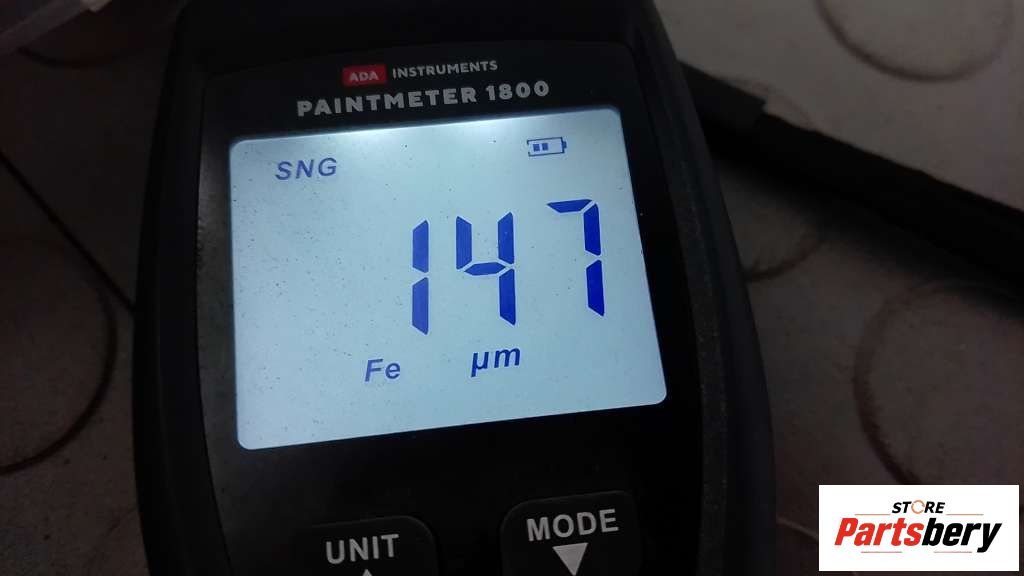 ADA INSTRUMENTS
PAINTMETER 1800
SNG
147
Fe µm
UNIT MODE
STORE
Partsbery